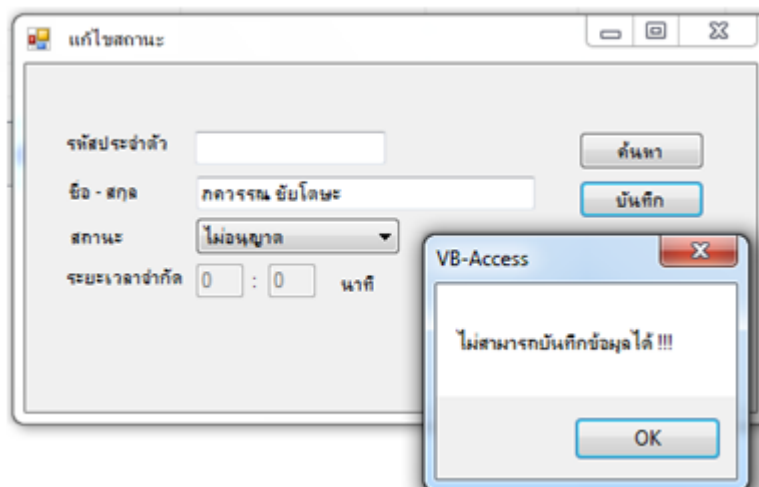 แก้ไขสถานะ
รหัสประจำตัว
ค้นหา
ชื่อ - สกุล
ภควรรณ ชัยโตษะ
บันทึก
สถานะ
ไม่อนุญาต
ระยะเวลาจำกัด
0 : 0 นาที
VB-Access
ไม่สามารถบันทึกข้อมูลได้ !!!
OK